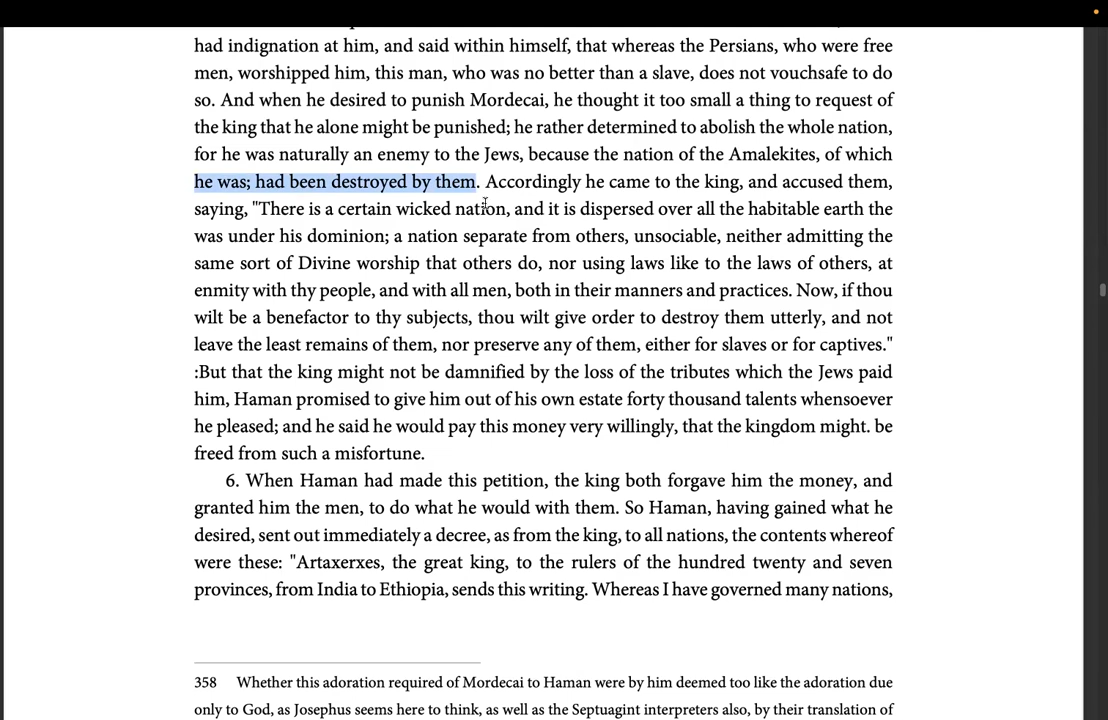 had indignation at him, and said within himself, that whereas the Persians, who were free
men, worshipped him, this man, who was no better than a slave, does not vouchsafe to do
so. And when he desired to punish Mordecai, he thought it too small a thing to request of
the king that he alone might be punished; he rather determined to abolish the whole nation,
for he was naturally an enemy to the Jews, because the nation of the Amalekites, of which
he was; had been destroyed by them. Accordingly he came to the king, and accused them,
saying, "There is a certain wicked nation, and it is dispersed over all the habitable earth the
was under his dominion; a nation separate from others, unsociable, neither admitting the
same sort of Divine worship that others do, nor using laws like to the laws of others, at
enmity with thy people, and with all men, both in their manners and practices. Now, if thou
wilt be a benefactor to thy subjects, thou wilt give order to destroy them utterly, and not
leave the least remains of them, nor preserve any of them, either for slaves or for captives."
:But that the king might not be damnified by the loss of the tributes which the Jews paid
him, Haman promised to give him out of his own estate forty thousand talents whensoever
he pleased; and he said he would pay this money very willingly, that the kingdom might. be
freed from such a misfortune.
6. When Haman had made this petition, the king both forgave him the money, and
granted him the men, to do what he would with them. So Haman, having gained what he
desired, sent out immediately a decree, as from the king, to all nations, the contents whereof
were these: "Artaxerxes, the great king, to the rulers of the hundred twenty and seven
provinces, from India to Ethiopia, sends this writing. Whereas I have governed many nations,
358 Whether this adoration required of Mordecai to Haman were by him deemed too like the adoration due
only to God, as Josephus seems here to think, as well as the Septuagint interpreters also, by their translation of